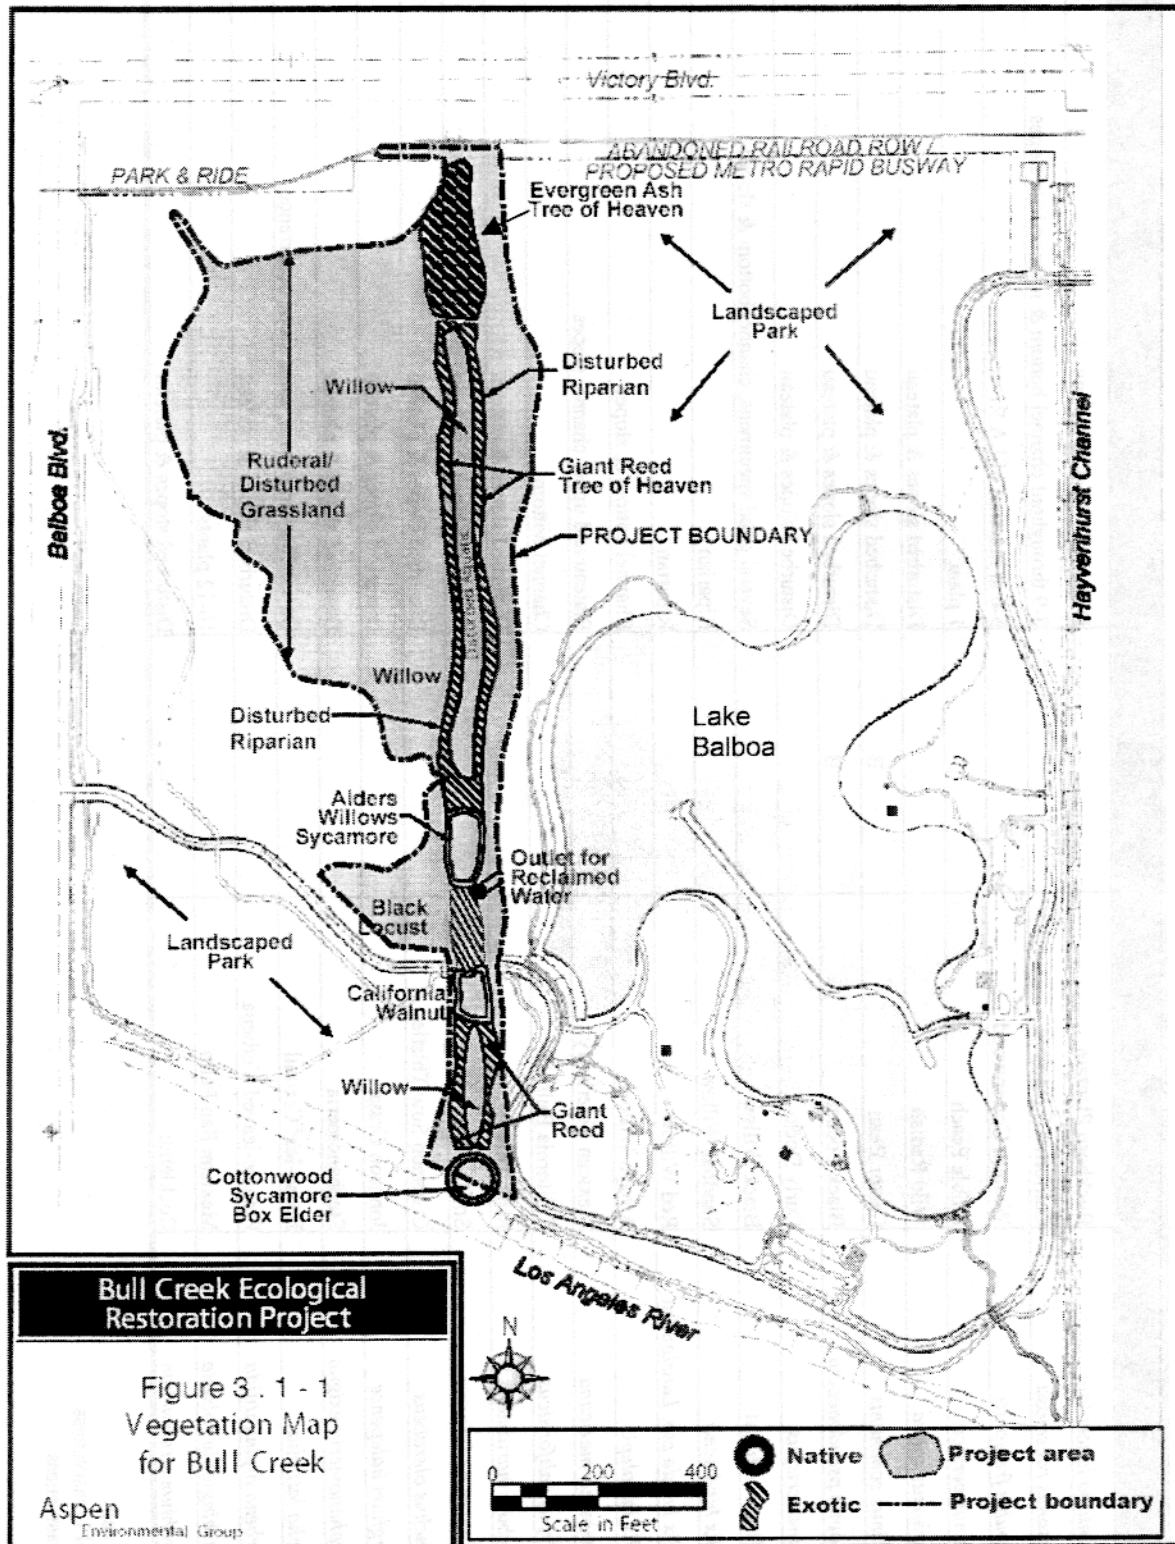 Victory Blvd.
ABANDONED RAILROAD ROW /
PROPOSED METRO RAPID BUSWAY
PARK & RIDE
Evergreen Ash
Tree of Heaven
Landscaped
Park
Willow
Disturbed
Riparian
Ruderal/
Disturbed
Grassland
Giant Reed
Tree of Heaven
Balboa Blvd.
Hayvenhurst Channel
PROJECT BOUNDARY
Disturbed Aquatic
Willow
Disturbed
Riparian
Lake
Balboa
Alders
Willows
Sycamore
Outlet for
Reclaimed
Water
Black
Locust
Landscaped
Park
California
Walnut
Willow
Giant
Reed
Cottonwood
Sycamore
Box Elder
Los Angeles River
Bull Creek Ecological
Restoration Project
Figure 3 . 1 - 1
Vegetation Map
for Bull Creek
Aspen
Environmental Group
N
0 200 400
Scale in Feet
Native
Project area
Exotic
Project boundary